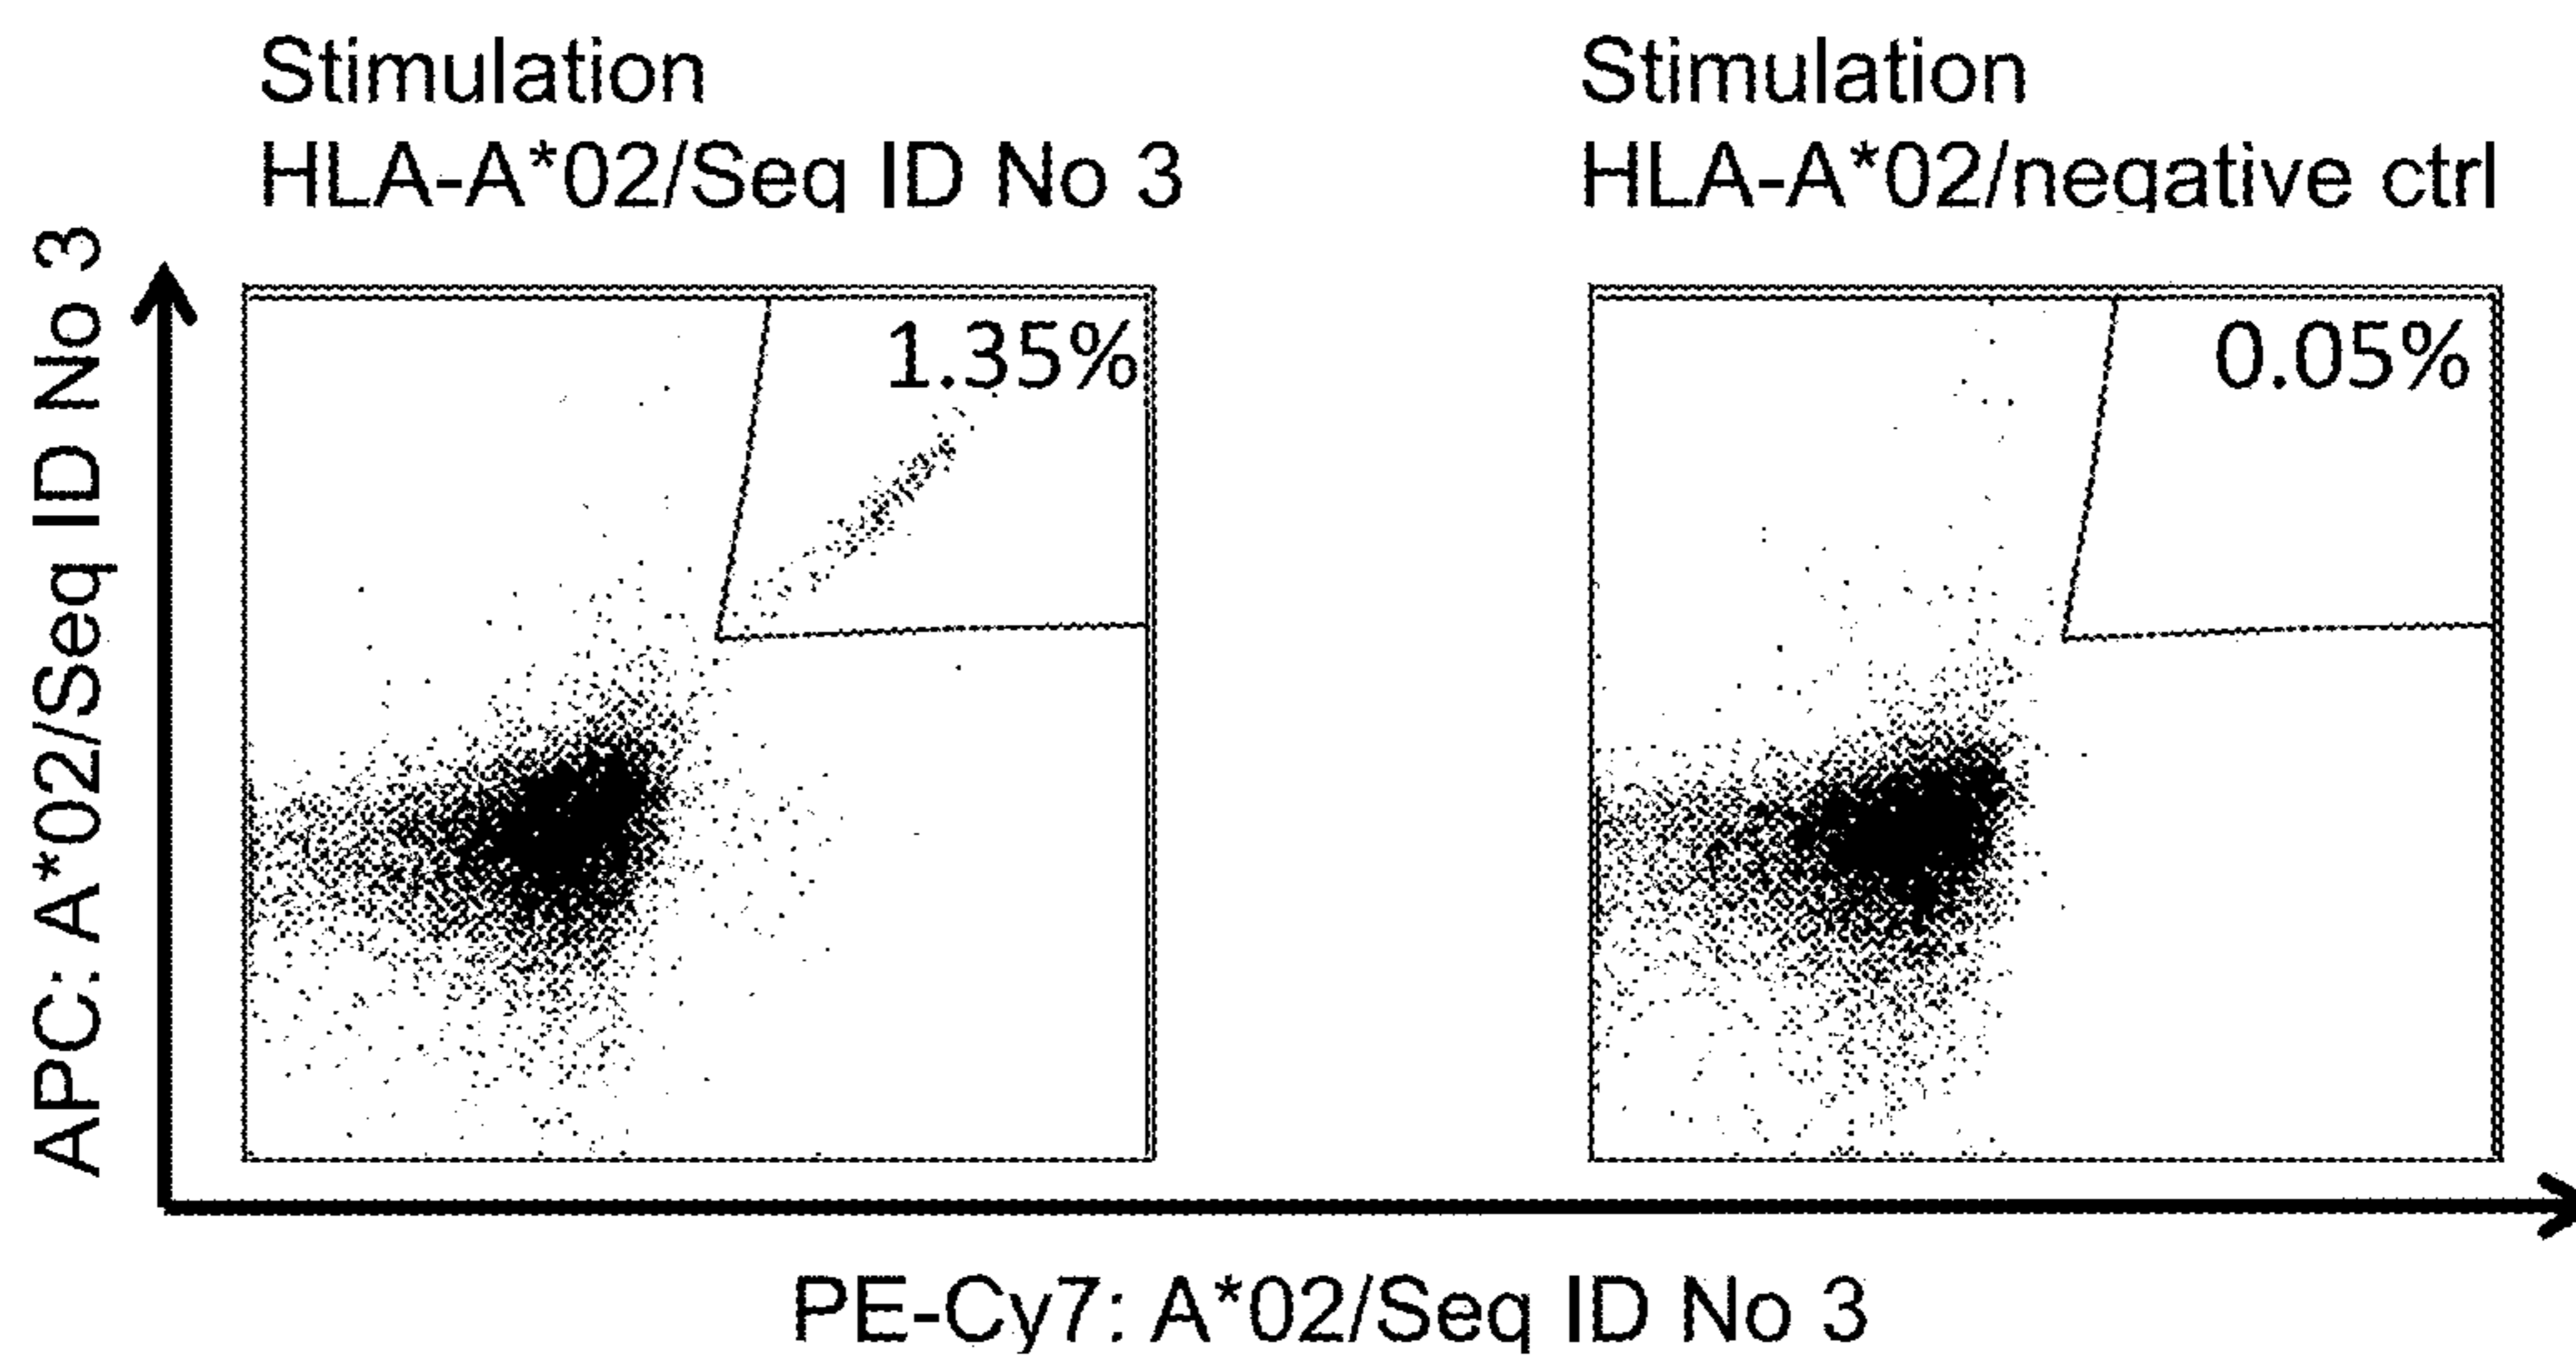 Stimulation
HLA-A*02/Seq ID No 3
Stimulation
HLA-A*02/negative ctrl
APC: A*02/Seq ID No 3
1.35%
0.05%
PE-Cy7: A*02/Seq ID No 3